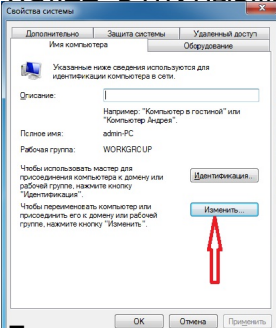 Свойства системы
Дополнительно Защита системы Удаленный доступ
Имя компьютера Оборудование
Указанные ниже сведения используются для
идентификации компьютера в сети.
Описание:
Например: "Компьютер в гостиной" или
"Компьютер Андрея".
Полное имя: admin-PC
Рабочая группа: WORKGROUP
Чтобы использовать мастер для
присоединения компьютера к домену или
рабочей группе, нажмите кнопку
"Идентификация".
Идентификация...
Чтобы переименовать компьютер или
присоединить его к домену или рабочей
группе, нажмите кнопку "Изменить".
Изменить...
OK Отмена Применить